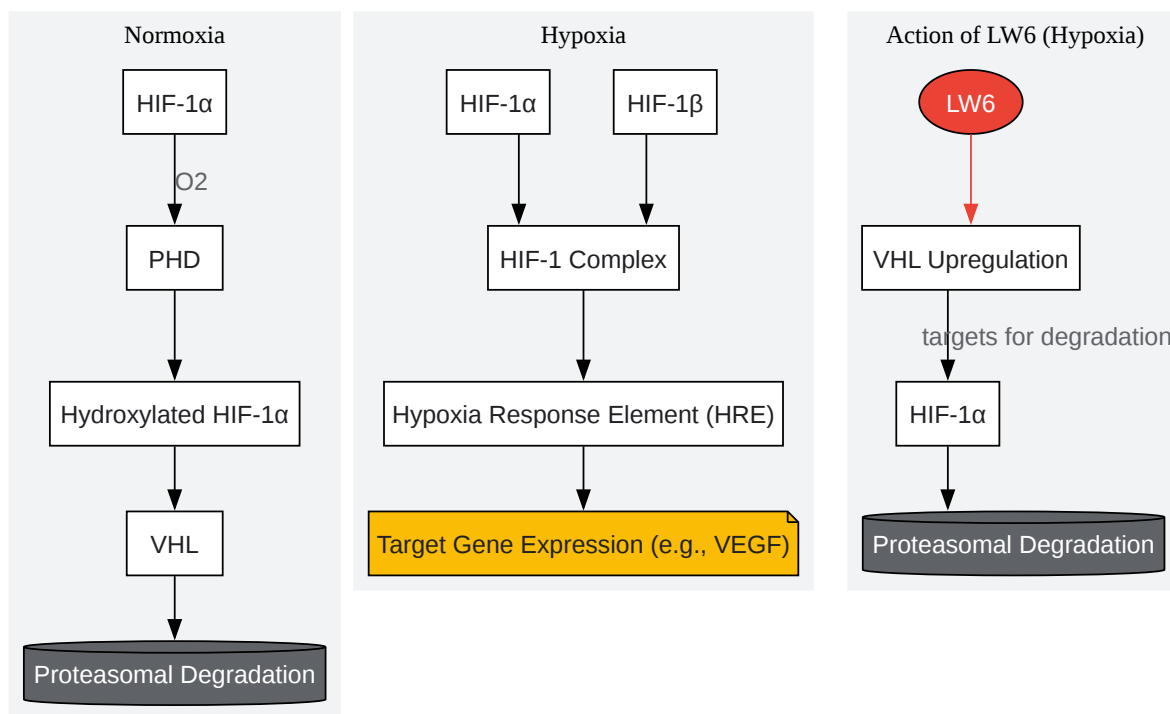 Normoxia
HIF-1α
O2
PHD
Hydroxylated HIF-1α
VHL
Proteasomal Degradation
Hypoxia
HIF-1α
HIF-1β
HIF-1 Complex
Hypoxia Response Element (HRE)
Target Gene Expression (e.g., VEGF)
Action of LW6 (Hypoxia)
LW6
VHL Upregulation
targets for degradation
HIF-1α
Proteasomal Degradation